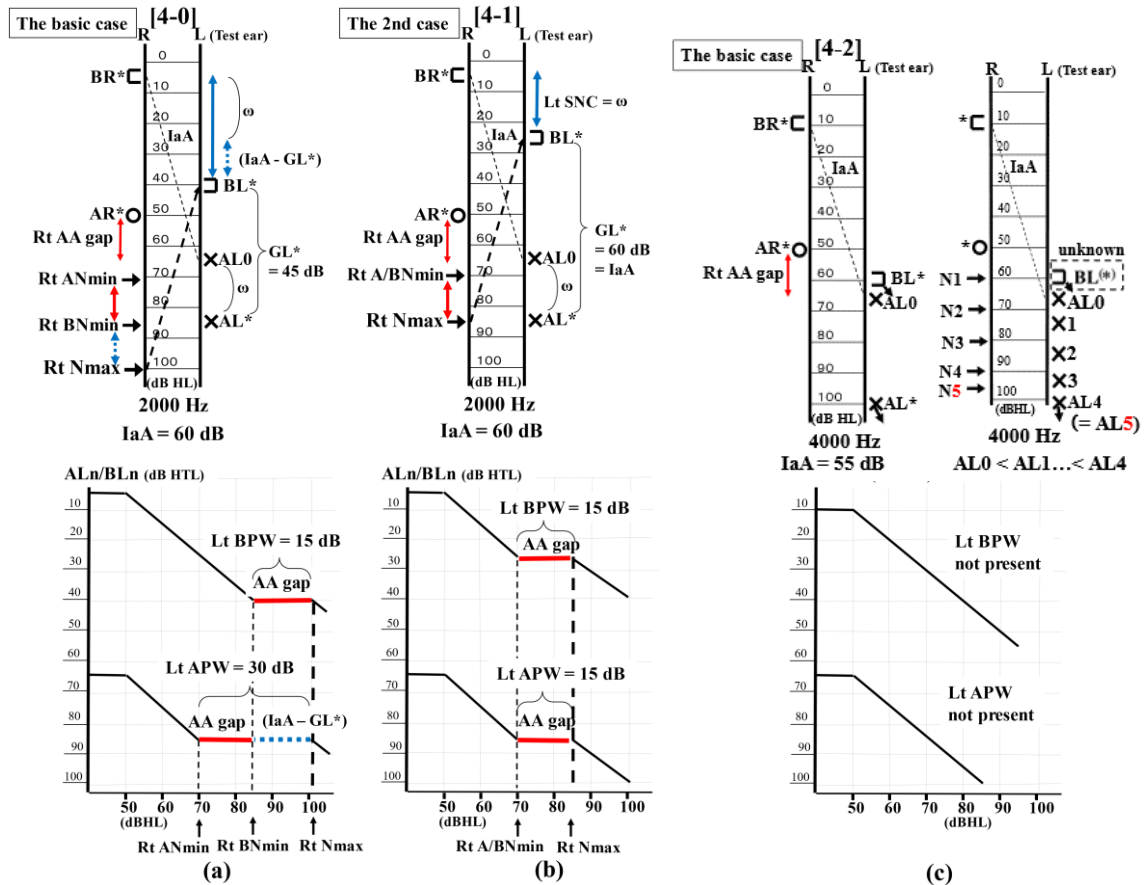 The basic case
[4-0]
R L (Test ear)
BR*
0
10
20
30
40
50
60
70
80
90
100
IaA
ω
(IaA - GL*)
BL*
AR*
Rt AA gap
AL0
GL*
= 45 dB
Rt ANmin
ω
Rt BNmin
AL*
Rt Nmax
(dB HL)
2000 Hz
IaA = 60 dB
The 2nd case
[4-1]
R L (Test ear)
BR*
0
10
20
30
40
50
60
70
80
90
100
IaA
Lt SNC = ω
BL*
AR*
Rt AA gap
AL0
GL*
= 60 dB
= IaA
Rt A/BNmin
ω
Rt Nmax
AL*
(dB HL)
2000 Hz
IaA = 60 dB
The basic case
[4-2]
R L (Test ear)
BR*
0
10
20
30
40
50
60
70
80
90
100
IaA
AR*
Rt AA gap
BL*
AL0
AL*
(dB HL)
4000 Hz
IaA = 55 dB
R L (Test ear)
*
0
10
20
30
40
50
60
70
80
90
100
IaA
*
unknown
N1
BL(*)
AL0
N2
1
N3
2
N4
3
N5
AL4
(= AL5)
(dBHL)
4000 Hz
AL0 < AL1...< AL4
ALn/BLn (dB HTL)
10
20
30
40
50
60
70
80
90
100
Lt BPW = 15 dB
AA gap
Lt APW = 30 dB
AA gap
(IaA – GL*)
50 70 80 90 100
(dBHL)
Rt ANmin Rt BNmin Rt Nmax
(a)
ALn/BLn (dB HTL)
10
20
30
40
50
60
70
80
90
100
Lt BPW = 15 dB
AA gap
Lt APW = 15 dB
AA gap
50 60 70 80 90 100
(dBHL)
Rt A/BNmin Rt Nmax
(b)
10
20
30
40
50
60
70
80
90
100
Lt BPW
not present
Lt APW
not present
50 60 70 80 90 100
(dBHL)
(c)